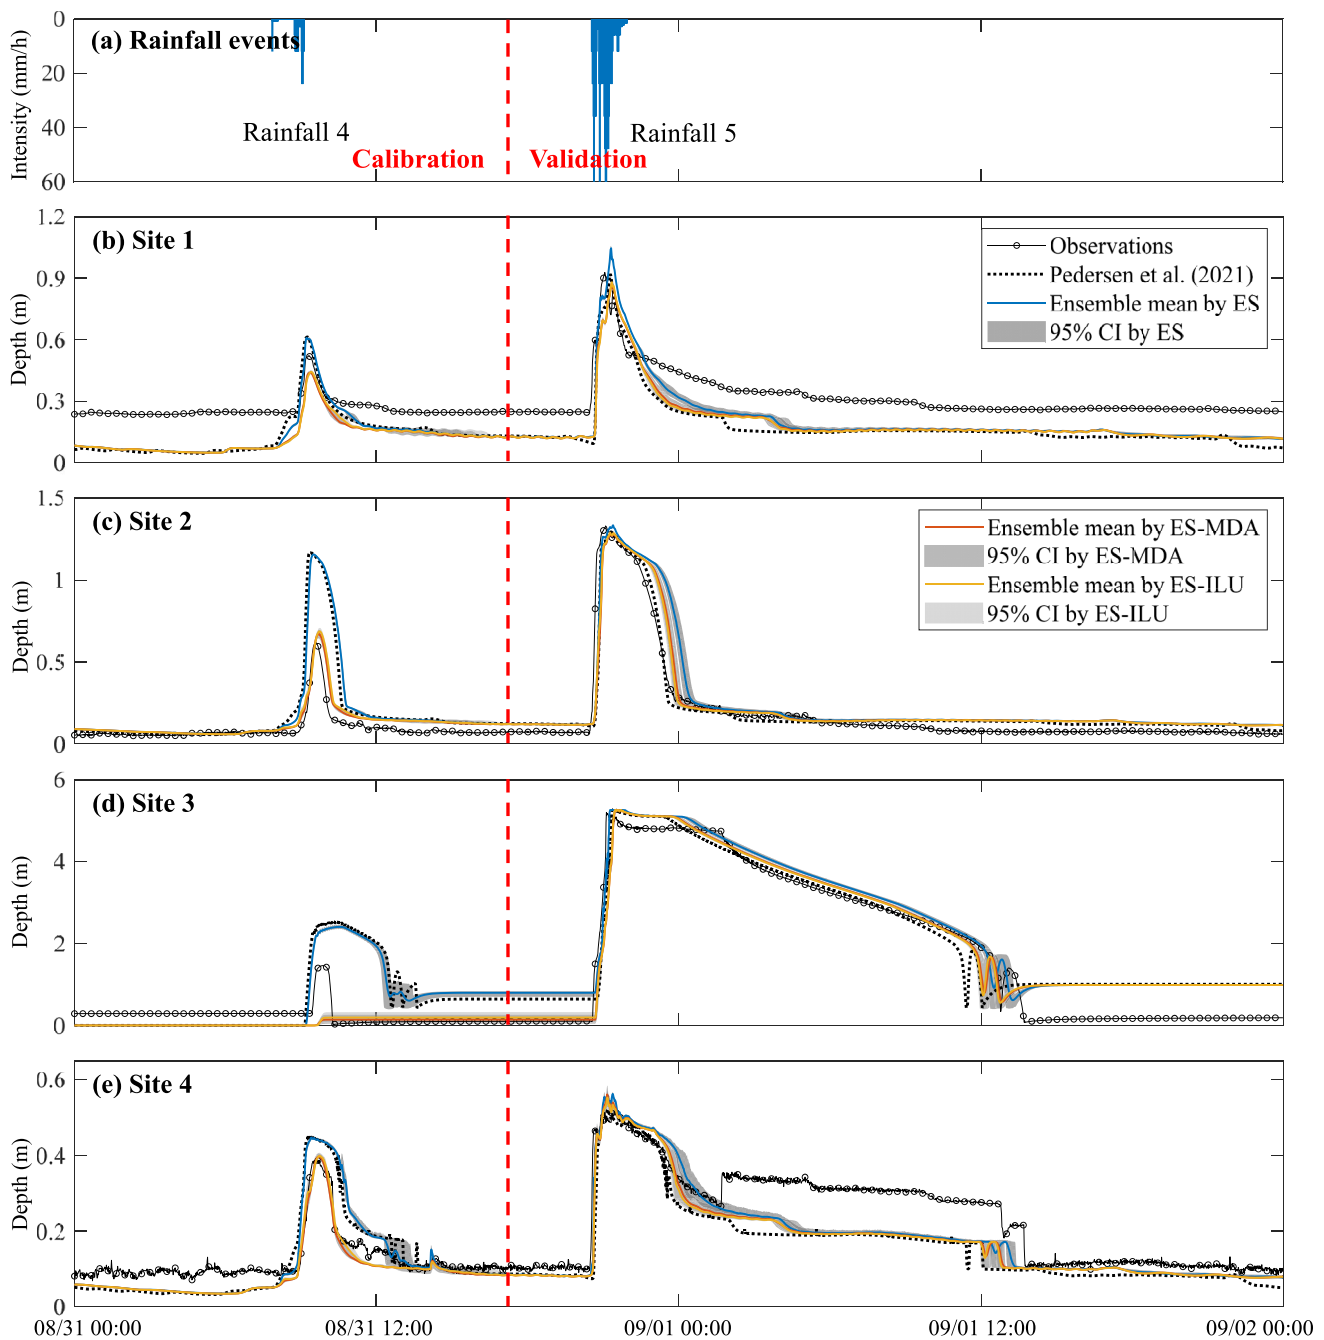 (a) Rainfall events
Intensity (mm/h)
0
20
40
60
Rainfall 4
Rainfall 5
Calibration
Validation
(b) Site 1
Depth (m)
1.2
0.9
0.6
0.3
0
Observations
Pedersen et al. (2021)
Ensemble mean by ES
95% CI by ES
(c) Site 2
Depth (m)
1.5
1
0.5
0
Ensemble mean by ES-MDA
95% CI by ES-MDA
Ensemble mean by ES-ILU
95% CI by ES-ILU
(d) Site 3
Depth (m)
6
4
2
0
(e) Site 4
Depth (m)
0.6
0.4
0.2
0
08/31 00:00
08/31 12:00
09/01 00:00
09/01 12:00
09/02 00:00